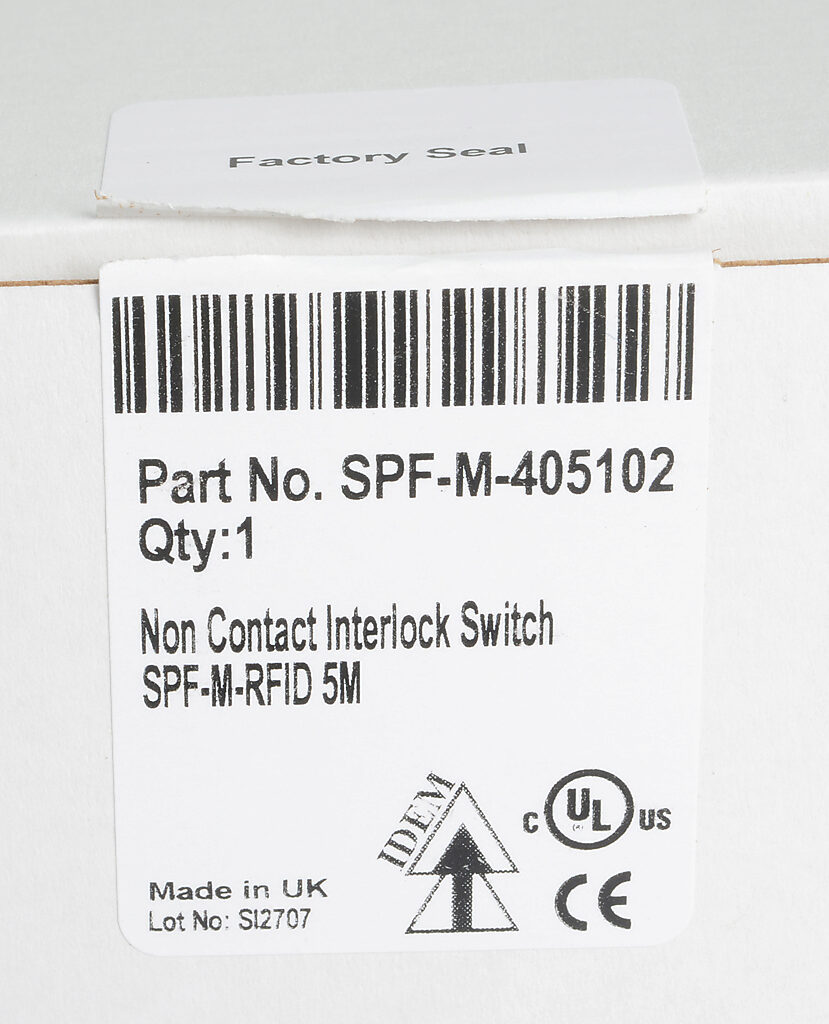 Factory Seal
Part No. SPF-M-405102
Qty:1
Non Contact Interlock Switch
SPF-M-RFID 5M
IDEM
C UL US
CE
Made in UK
Lot No: SI2707